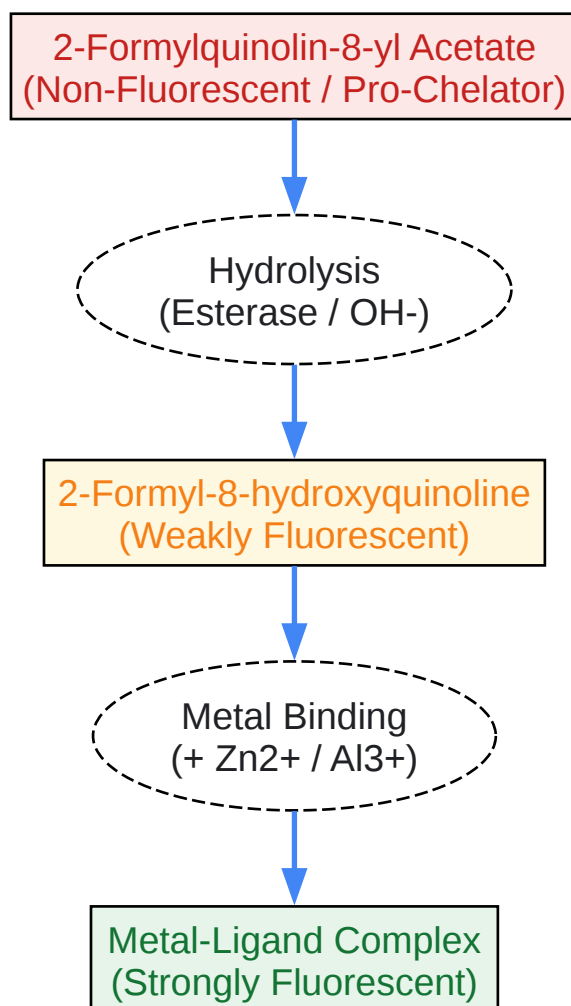 2-Formylquinolin-8-yl Acetate
(Non-Fluorescent / Pro-Chelator)
Hydrolysis
(Esterase / OH-)
2-Formyl-8-hydroxyquinoline
(Weakly Fluorescent)
Metal Binding
(+ Zn2+ / Al3+)
Metal-Ligand Complex
(Strongly Fluorescent)